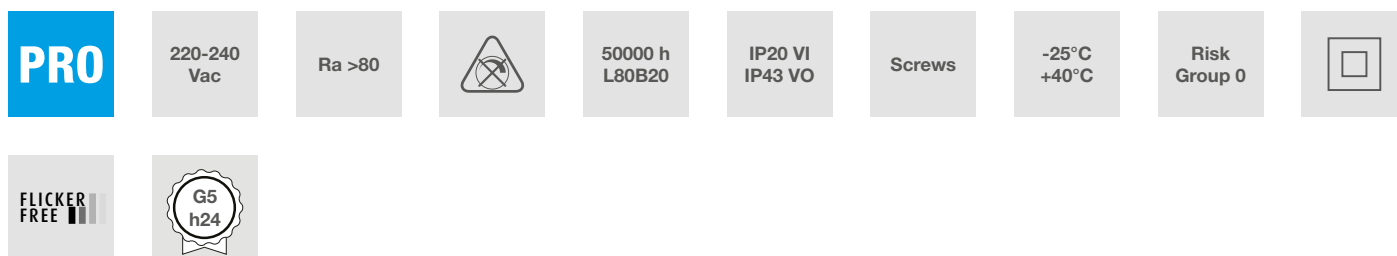 PRO
220-240
Vac
Ra >80
50000 h
L80B20
IP20 VI
IP43 VO
Screws
-25°C
+40°C
Risk
Group 0
FLICKER
FREE
G5
h24